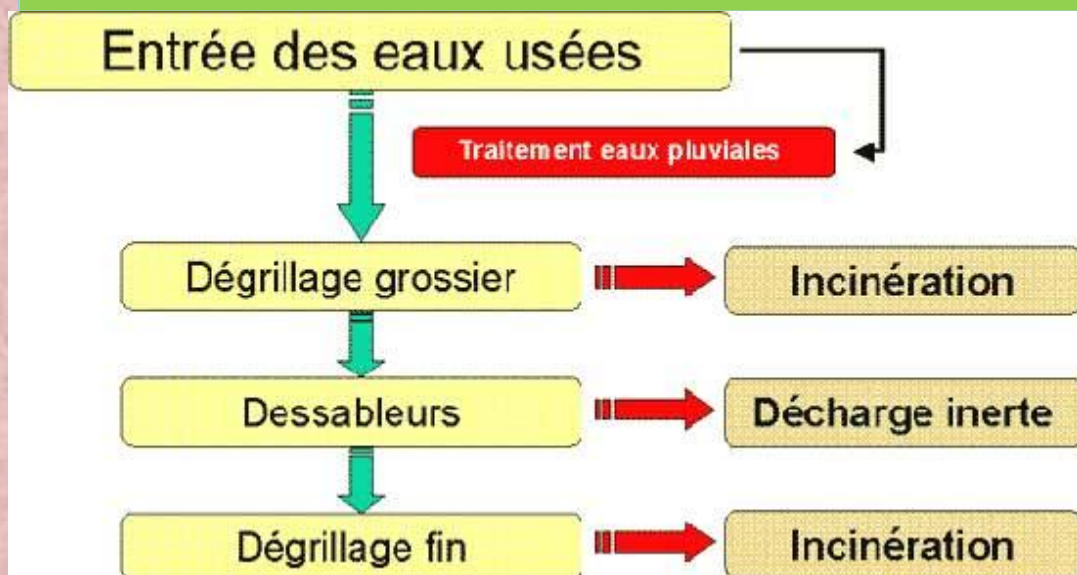 Entrée des eaux usées
Traitement eaux pluviales
Dégrillage grossier
Incinération
Dessableurs
Décharge inerte
Dégrillage fin
Incinération